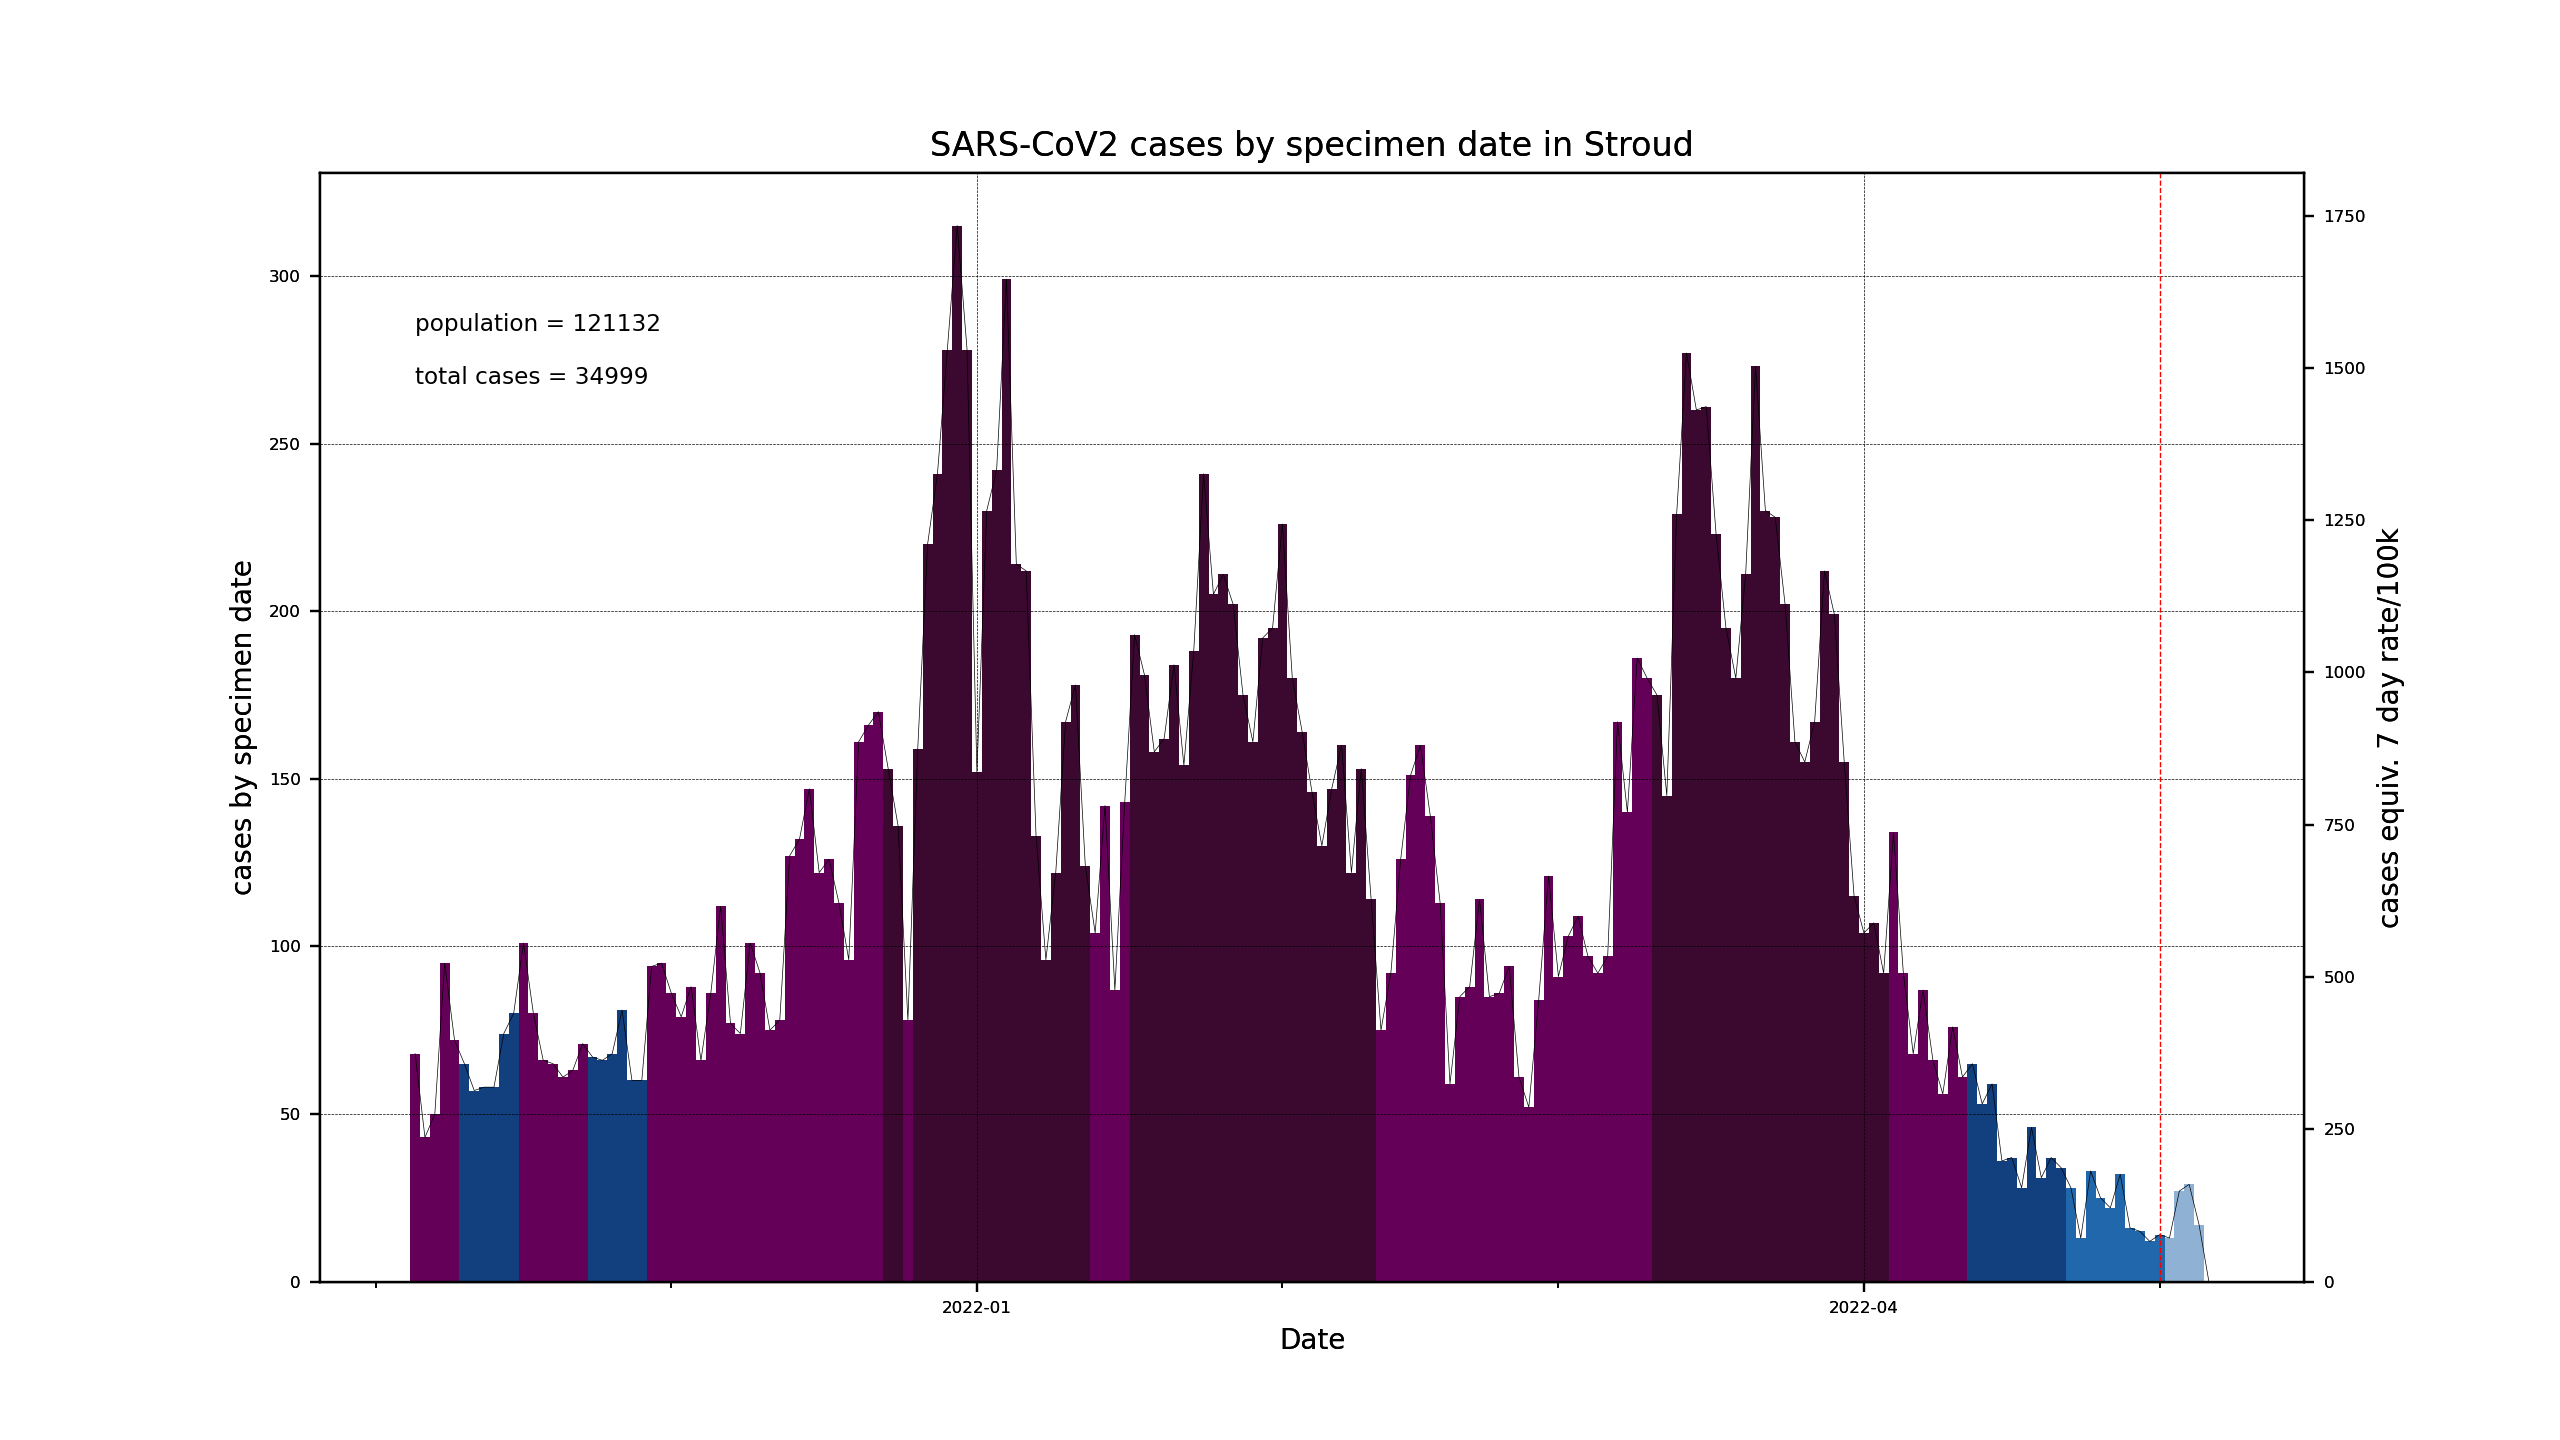 SARS-CoV2 cases by specimen date in Stroud
population = 121132
total cases = 34999
cases by specimen date
300
250
200
150
100
50
0
1750
1500
1250
1000
750
500
250
0
cases equiv. 7 day rate/100k
2022-01
2022-04
Date